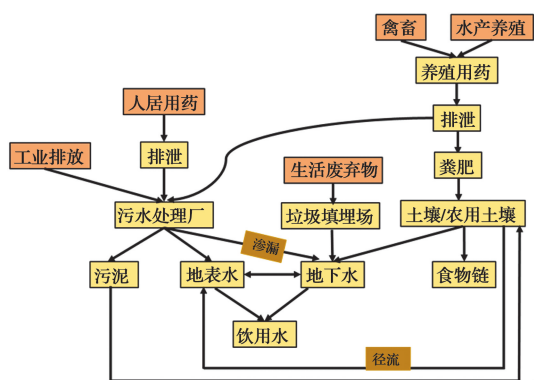 禽畜
水产养殖
养殖用药
人居用药
排泄
工业排放
排泄
生活废弃物
粪肥
污水处理厂
垃圾填埋场
土壤/农用土壤
渗漏
污泥
地表水
地下水
食物链
饮用水
径流